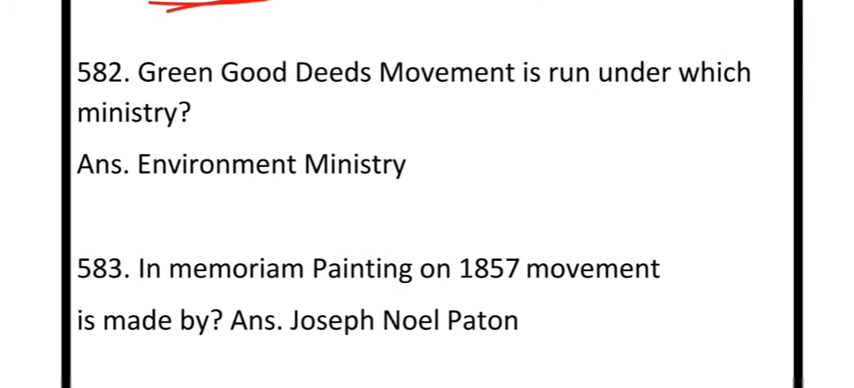 582. Green Good Deeds Movement is run under which
ministry?
Ans. Environment Ministry
583. In memoriam Painting on 1857 movement
is made by? Ans. Joseph Noel Paton